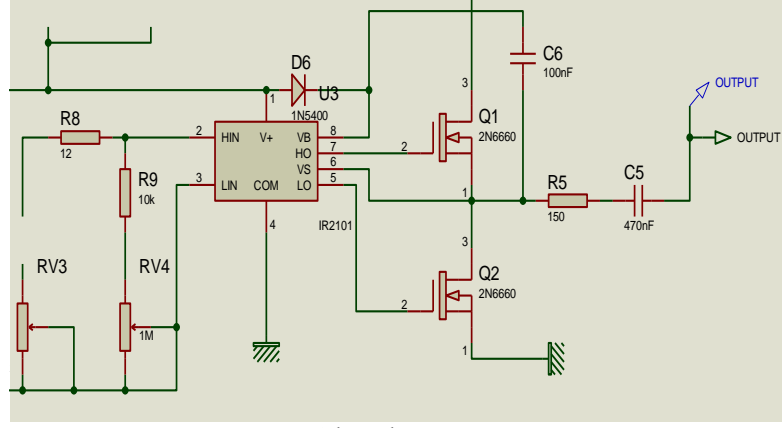 D6
1N5400
C6
100nF
OUTPUT
OUTPUT
U3
1
2
HIN
V+
VB
8
HO
7
VS
6
3
LIN
COM
LO
5
4
IR2101
R8
12
R9
10k
RV3
RV4
1M
3
Q1
2N6660
2
1
R5
150
C5
470nF
3
Q2
2N6660
2
1